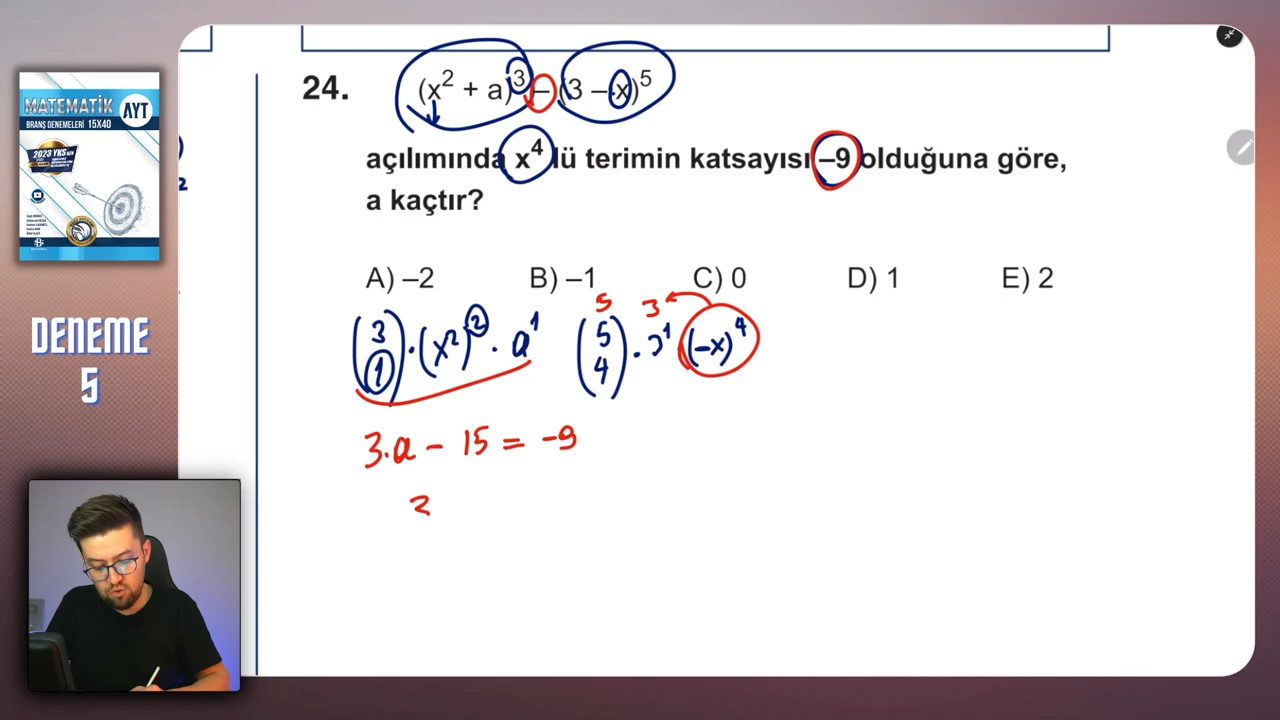 24. (x² + a)³ – (3 – x)⁵
açılımında x⁴ lü terimin katsayısı –9 olduğuna göre,
a kaçtır?
A) –2 B) –1 C) 0 D) 1 E) 2
5 3
(3 1) · (x²)² · a¹ (5 4) · 3¹ (–x)⁴
3.a – 15 = –9
3
2
MATEMATİK AYT
BRANŞ DENEMELERİ 15X40
2023 YKS'nin
DENEME
5